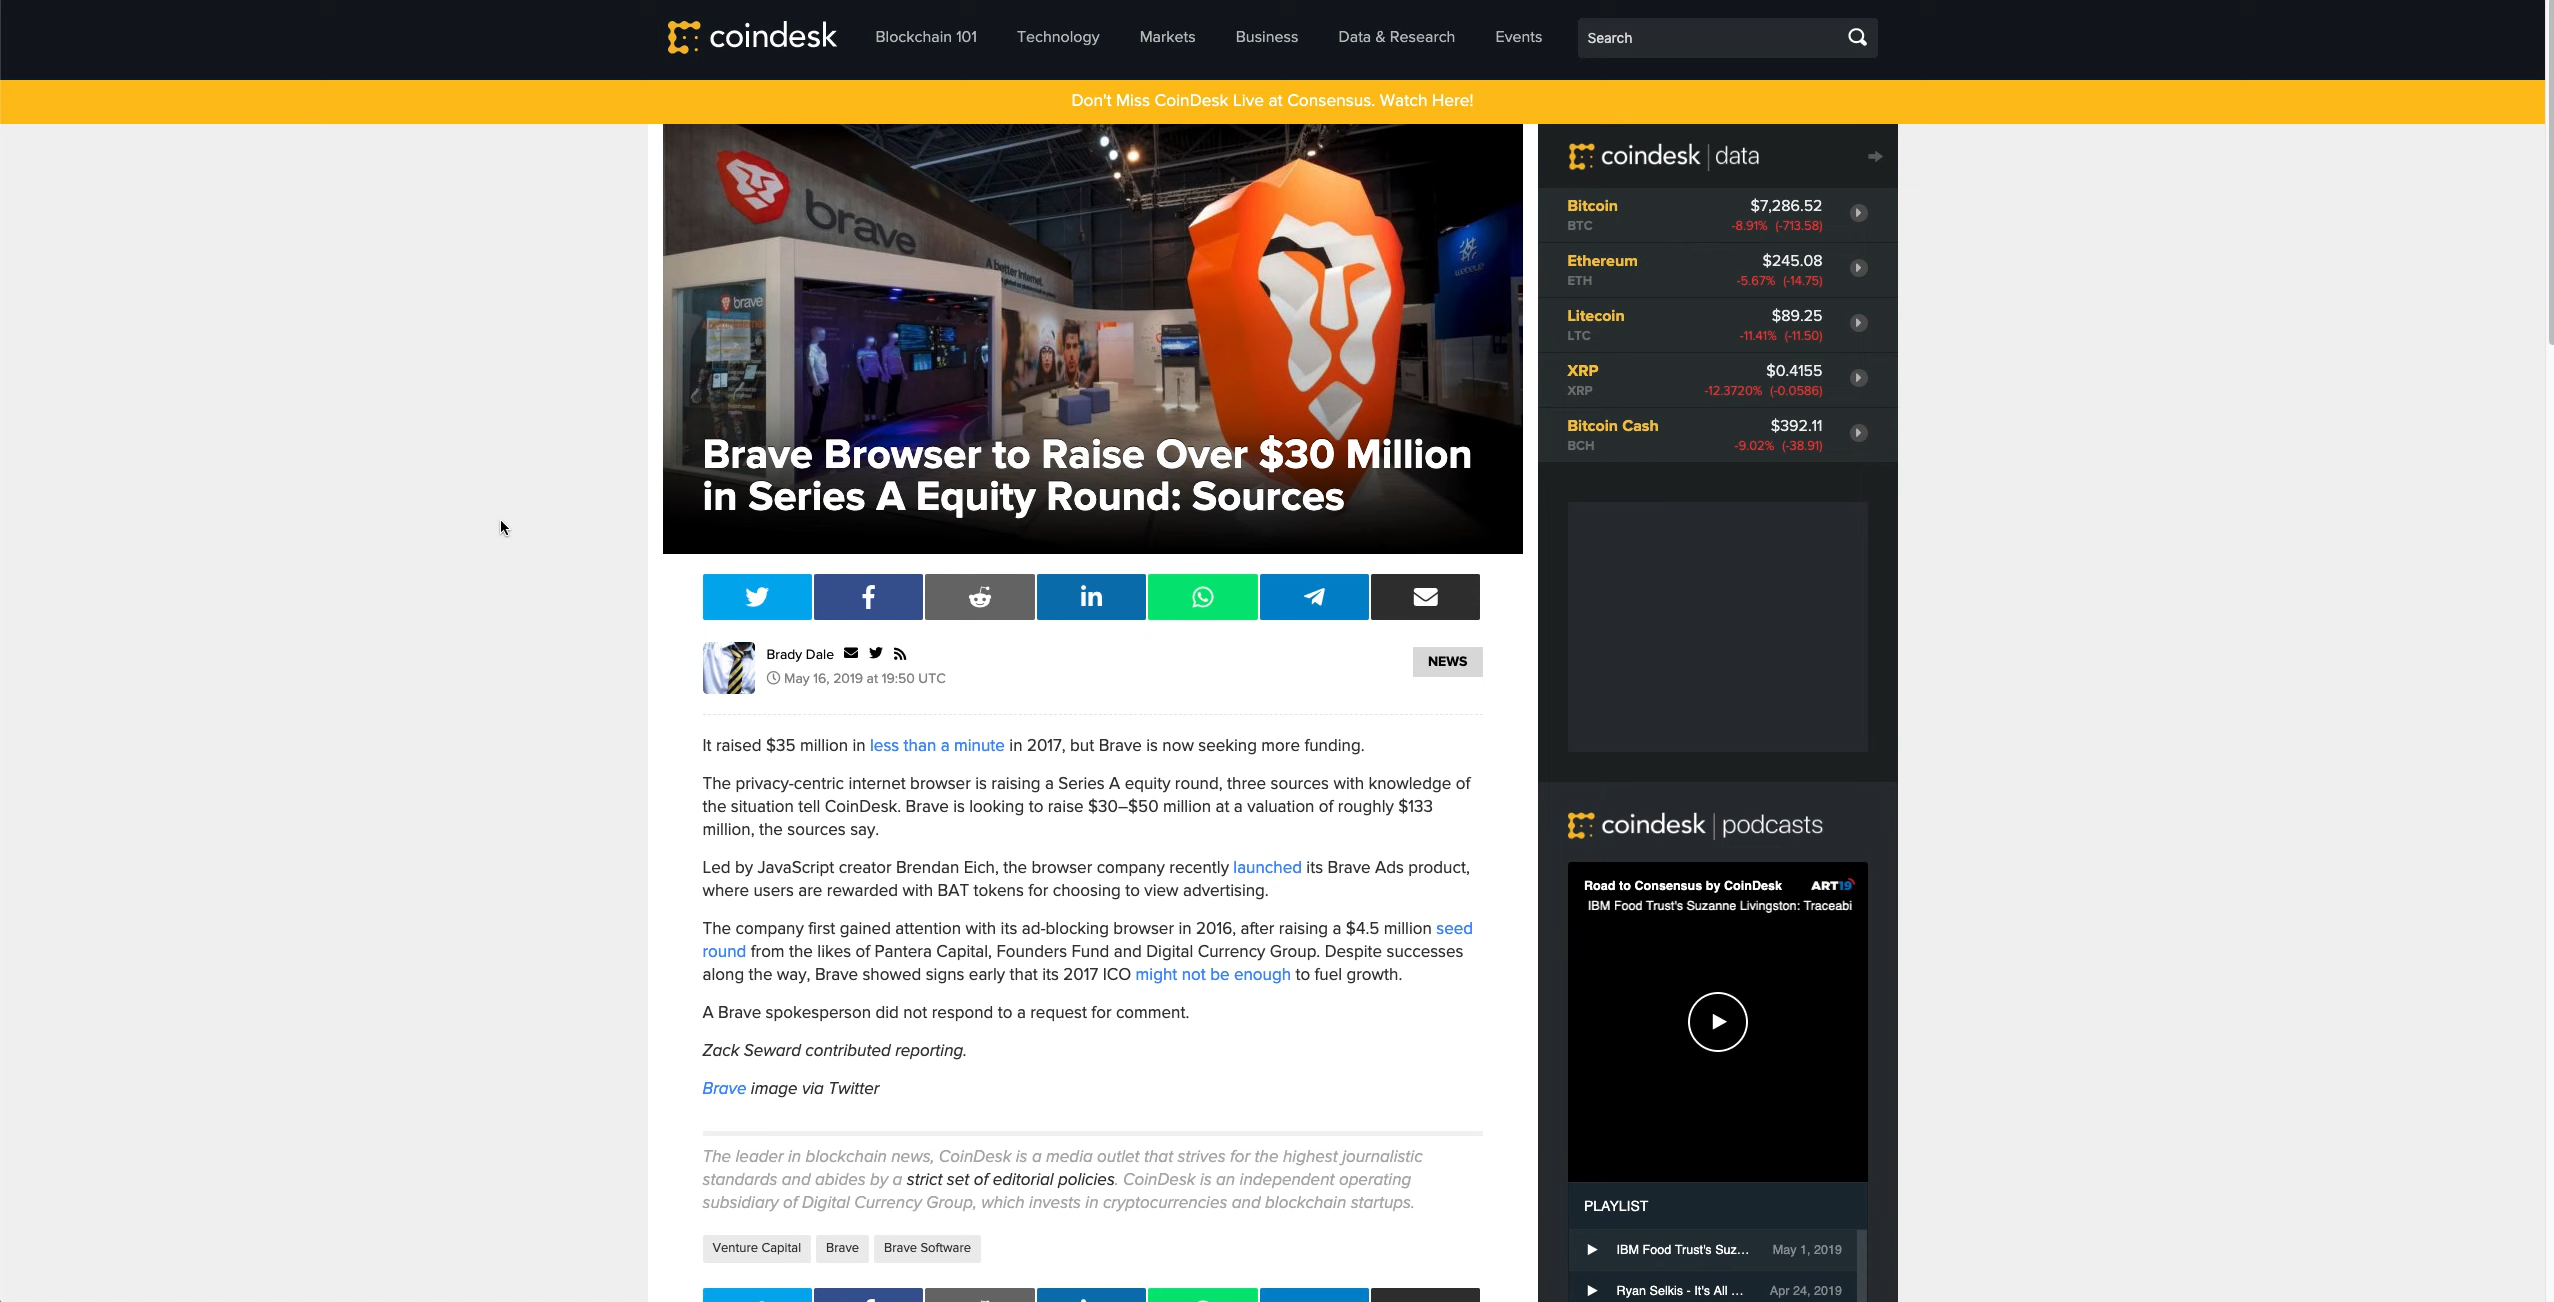 coindesk
Blockchain 101
Technology
Markets
Business
Data & Research
Events
Search
Don't Miss CoinDesk Live at Consensus. Watch Here!
brave
A better Internet.
brave
Brave Browser to Raise Over $30 Million
in Series A Equity Round: Sources
Brady Dale
May 16, 2019 at 19:50 UTC
NEWS
It raised $35 million in less than a minute in 2017, but Brave is now seeking more funding.
The privacy-centric internet browser is raising a Series A equity round, three sources with knowledge of
the situation tell CoinDesk. Brave is looking to raise $30–$50 million at a valuation of roughly $133
million, the sources say.
Led by JavaScript creator Brendan Eich, the browser company recently launched its Brave Ads product,
where users are rewarded with BAT tokens for choosing to view advertising.
The company first gained attention with its ad-blocking browser in 2016, after raising a $4.5 million seed
round from the likes of Pantera Capital, Founders Fund and Digital Currency Group. Despite successes
along the way, Brave showed signs early that its 2017 ICO might not be enough to fuel growth.
A Brave spokesperson did not respond to a request for comment.
Zack Seward contributed reporting.
Brave image via Twitter
The leader in blockchain news, CoinDesk is a media outlet that strives for the highest journalistic
standards and abides by a strict set of editorial policies. CoinDesk is an independent operating
subsidiary of Digital Currency Group, which invests in cryptocurrencies and blockchain startups.
Venture Capital
Brave
Brave Software
coindesk | data
Bitcoin $7,286.52
BTC -8.91% (-713.58)
Ethereum $245.08
ETH -5.67% (-14.75)
Litecoin $89.25
LTC -11.41% (-11.50)
XRP $0.4155
XRP -12.3720% (-0.0586)
Bitcoin Cash $392.11
BCH -9.02% (-38.91)
coindesk | podcasts
Road to Consensus by CoinDesk ART19
IBM Food Trust's Suzanne Livingston: Traceabi
PLAYLIST
IBM Food Trust's Suz... May 1, 2019
Ryan Selkis - It's All ... Apr 24, 2019